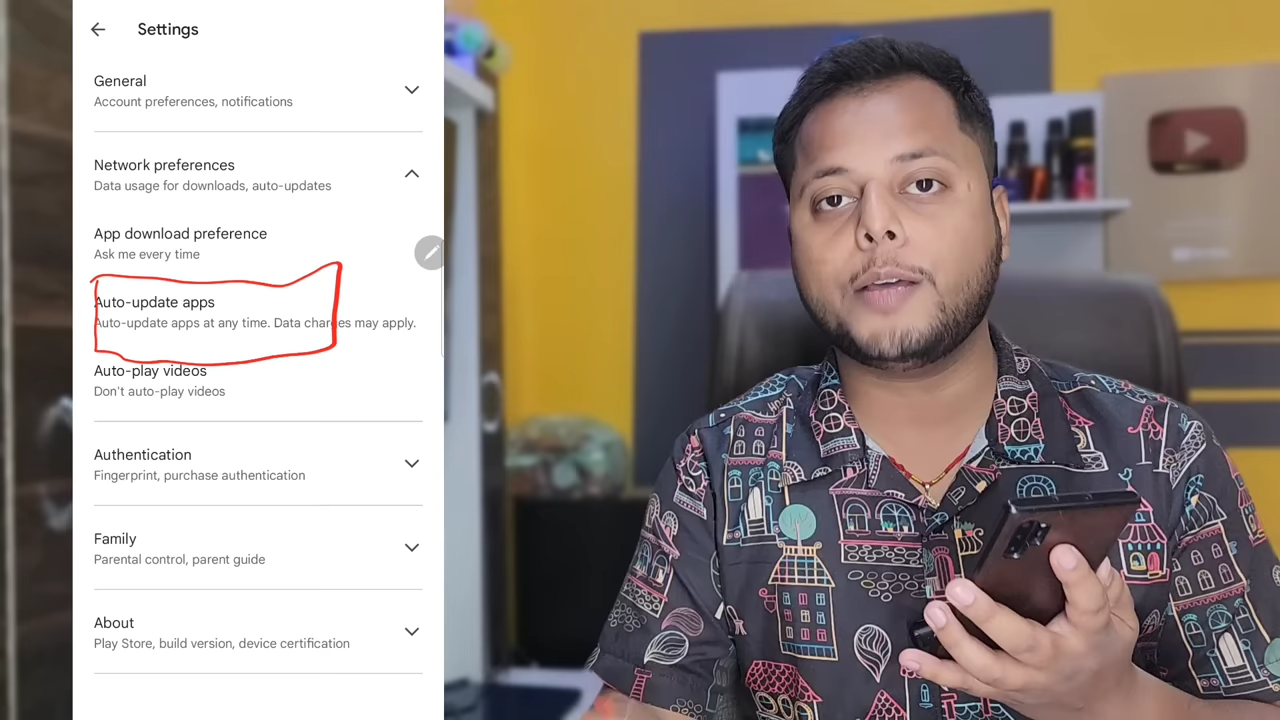 Settings
General
Account preferences, notifications
Network preferences
Data usage for downloads, auto-updates
App download preference
Ask me every time
Auto-update apps
Auto-update apps at any time. Data charges may apply.
Auto-play videos
Don't auto-play videos
Authentication
Fingerprint, purchase authentication
Family
Parental control, parent guide
About
Play Store, build version, device certification